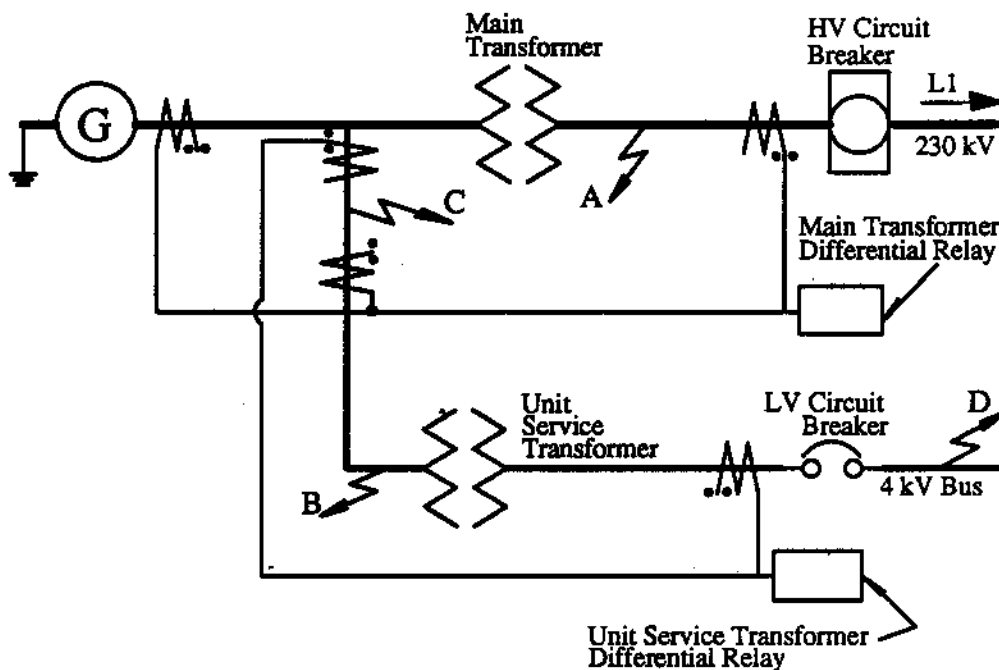 Main
Transformer
HV Circuit
Breaker
L1
G
230 kV
A
C
Main Transformer
Differential Relay
Unit
Service
Transformer
LV Circuit
Breaker
D
B
4 kV Bus
Unit Service Transformer
Differential Relay